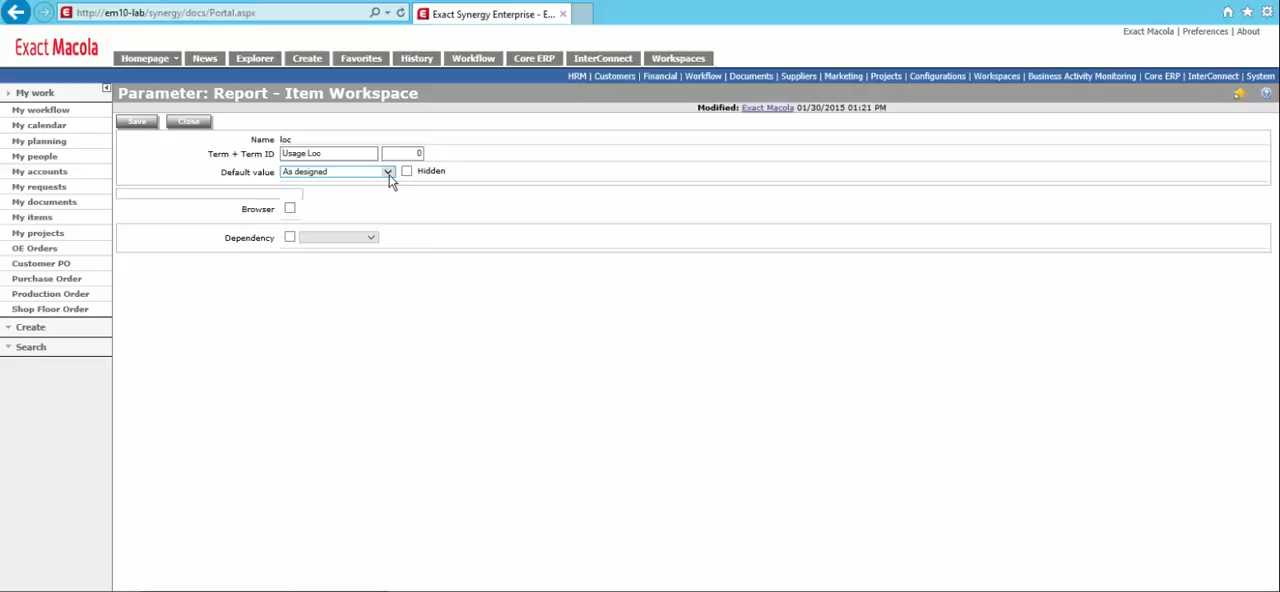 http://em10-lab/synergy/docs/Portal.aspx
Exact Synergy Enterprise - E...
Exact Macola | Preferences | About
Exact Macola
Homepage News Explorer Create Favorites History Workflow Core ERP InterConnect Workspaces
HRM | Customers | Financial | Workflow | Documents | Suppliers | Marketing | Projects | Configurations | Workspaces | Business Activity Monitoring | Core ERP | InterConnect | System
My work
My workflow
My calendar
My planning
My people
My accounts
My requests
My documents
My items
My projects
OE Orders
Customer PO
Purchase Order
Production Order
Shop Floor Order
Create
Search
Parameter: Report - Item Workspace
Modified: Exact Macola 01/30/2015 01:21 PM
Save Close
Name loc
Term + Term ID Usage Loc 0
Default value As designed Hidden
Browser
Dependency